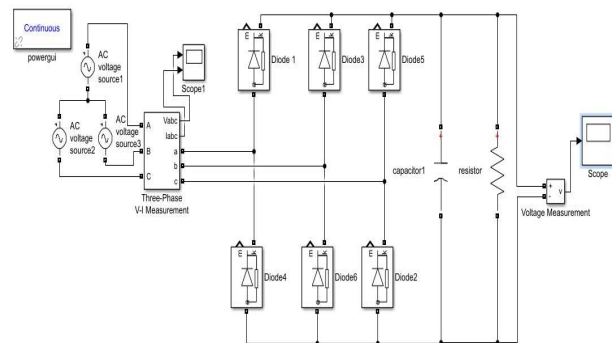 Continuous
powergui
AC
voltage
source1
AC
voltage
source2
AC
voltage
source3
Scope1
A
B
C
Vabc
Iabc
a
b
c
Three-Phase
V-I Measurement
Diode 1
Diode3
Diode5
Diode4
Diode6
Diode2
capacitor1
resistor
+
-
v
Voltage Measurement
Scope